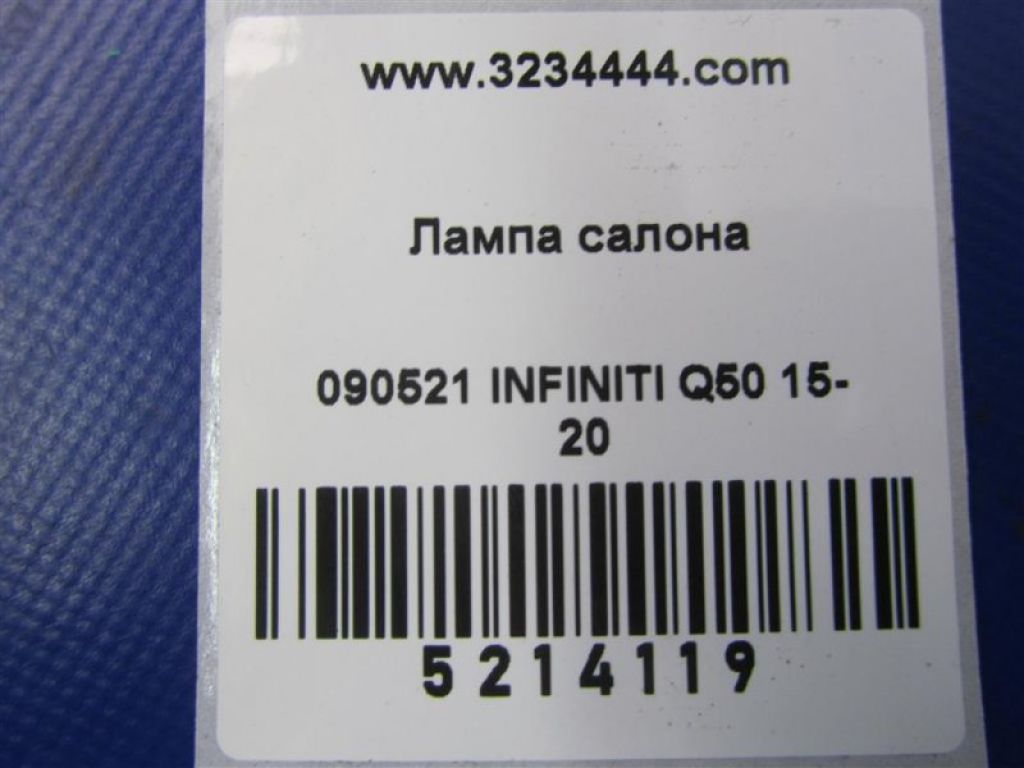 www.3234444.com
Лампа салона
090521 INFINITI Q50 15-
20
5214119